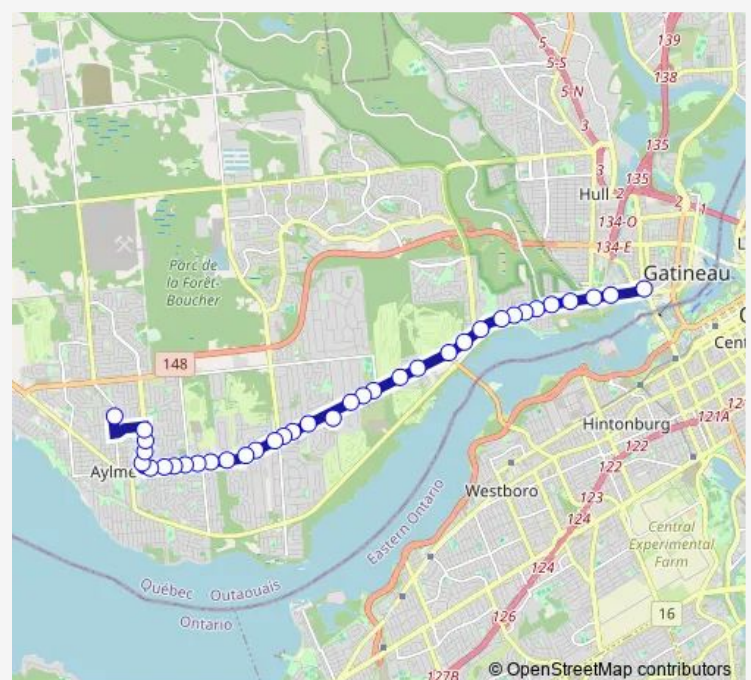 139
5
5-S
138
5-N
3
135
3
135
Hull
2
2
1
134-O
134-E
Parc de
la Forêt-
Boucher
Gatineau
148
Cent
Hintonburg
121A
122
Aylme
122
Westboro
123
124
Eastern Ontario
Central
Experimental
Farm
124
Québec Outaouais
Ontario
16
126
127B
© OpenStreetMap contributors